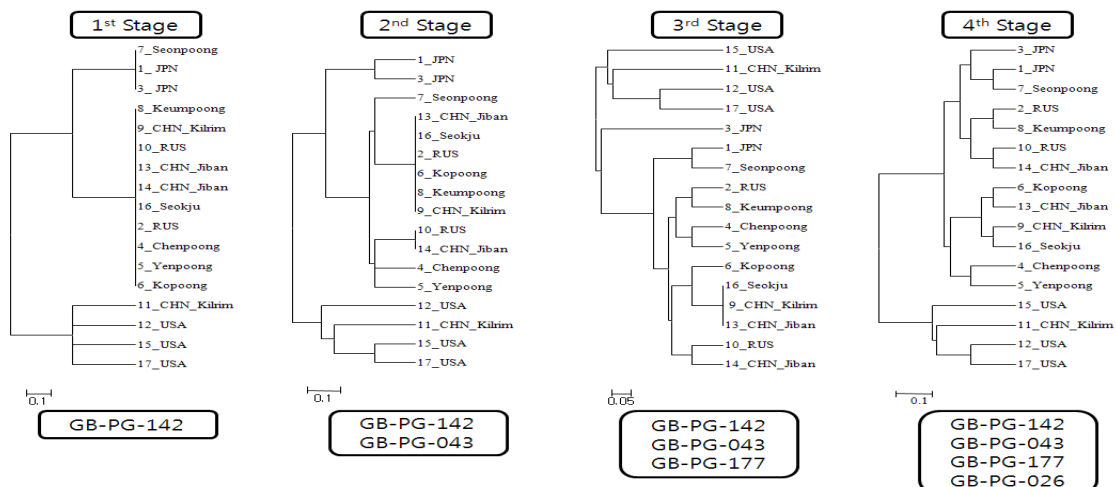 1st Stage
7_Seonpoong
1_ JPN
3_ JPN
8_Keumpoong
9_CHN_Kilrim
10_RUS
13_CHN_Jiban
14_CHN_Jiban
16_Seokju
2_RUS
4_Chenpoong
5_Yenpoong
6_Kopoong
11_CHN_Kilrim
12_USA
15_USA
17_USA
0.1
GB-PG-142
2nd Stage
1_JPN
3_JPN
7_Seonpoong
13_CHN_Jiban
16_Seokju
2_RUS
6_Kopoong
8_Keumpoong
9_CHN_Kilrim
10_RUS
14_CHN_Jiban
4_Chenpoong
5_Yenpoong
12_USA
11_CHN_Kilrim
15_USA
17_USA
0.1
GB-PG-142
GB-PG-043
3rd Stage
15_USA
11_CHN_Kilrim
12_USA
17_USA
3_JPN
1_JPN
7_Seonpoong
2_RUS
8_Keumpoong
4_Chenpoong
5_Yenpoong
6_Kopoong
16_Seokju
9_CHN_Kilrim
13_CHN_Jiban
10_RUS
14_CHN_Jiban
0.05
GB-PG-142
GB-PG-043
GB-PG-177
4th Stage
3_JPN
1_JPN
7_Seonpoong
2_RUS
8_Keumpoong
10_RUS
14_CHN_Jiban
6_Kopoong
13_CHN_Jiban
9_CHN_Kilrim
16_Seokju
4_Chenpoong
5_Yenpoong
15_USA
11_CHN_Kilrim
12_USA
17_USA
0.1
GB-PG-142
GB-PG-043
GB-PG-177
GB-PG-026